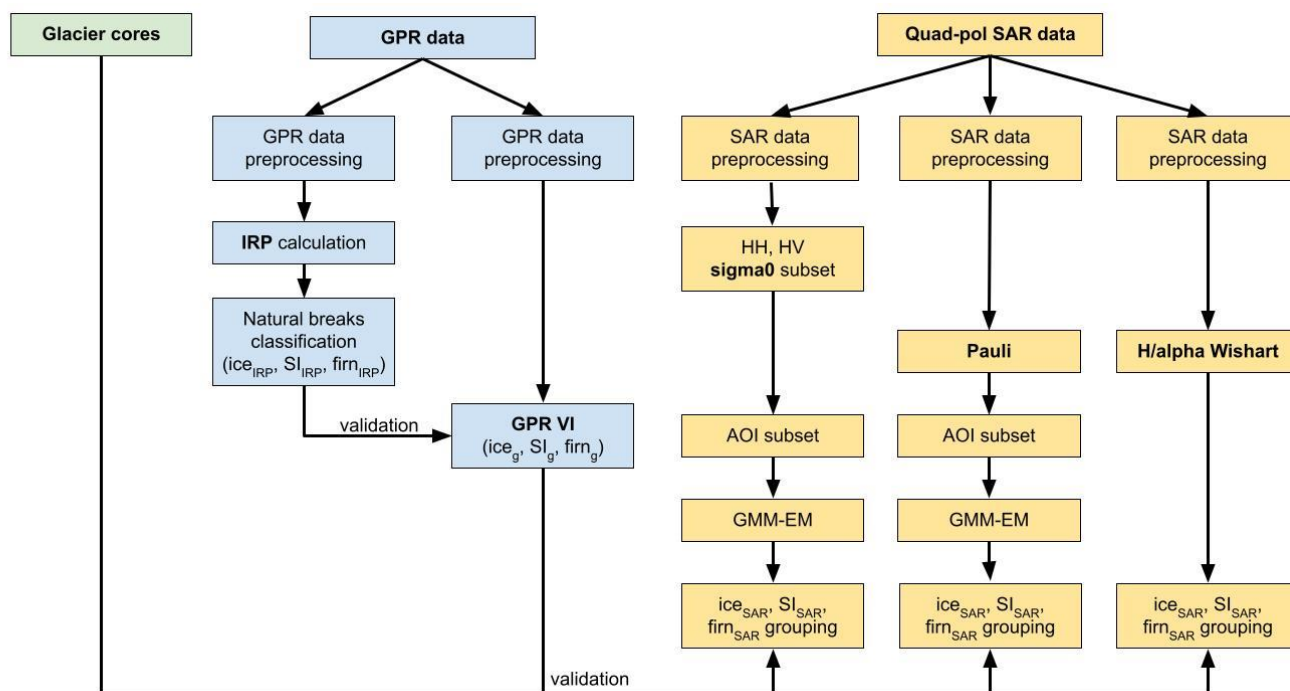 Glacier cores
GPR data
Quad-pol SAR data
GPR data
preprocessing
GPR data
preprocessing
SAR data
preprocessing
SAR data
preprocessing
SAR data
preprocessing
IRP calculation
HH, HV
sigma0 subset
Natural breaks
classification
(ice_IRP, SI_IRP, firn_IRP)
Pauli
H/alpha Wishart
validation
GPR VI
(ice_g, SI_g, firn_g)
AOI subset
AOI subset
GMM-EM
GMM-EM
ice_SAR, SI_SAR,
firn_SAR grouping
ice_SAR, SI_SAR,
firn_SAR grouping
ice_SAR, SI_SAR,
firn_SAR grouping
validation